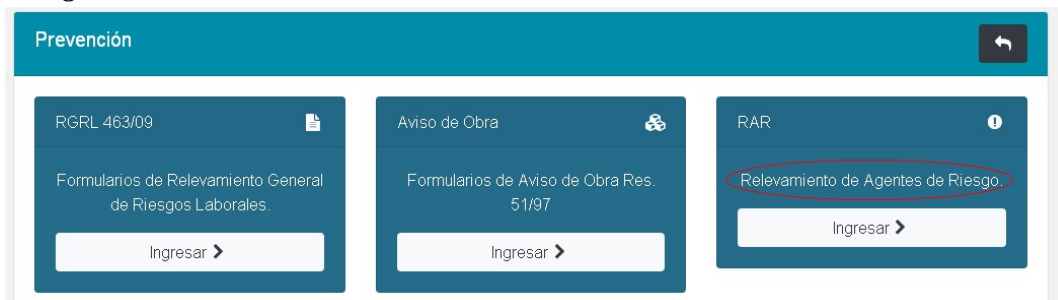 Prevención
RGRL 463/09
Formularios de Relevamiento General
de Riesgos Laborales.
Ingresar
Aviso de Obra
Formularios de Aviso de Obra Res.
51/97
Ingresar
RAR
Relevamiento de Agentes de Riesgo.
Ingresar